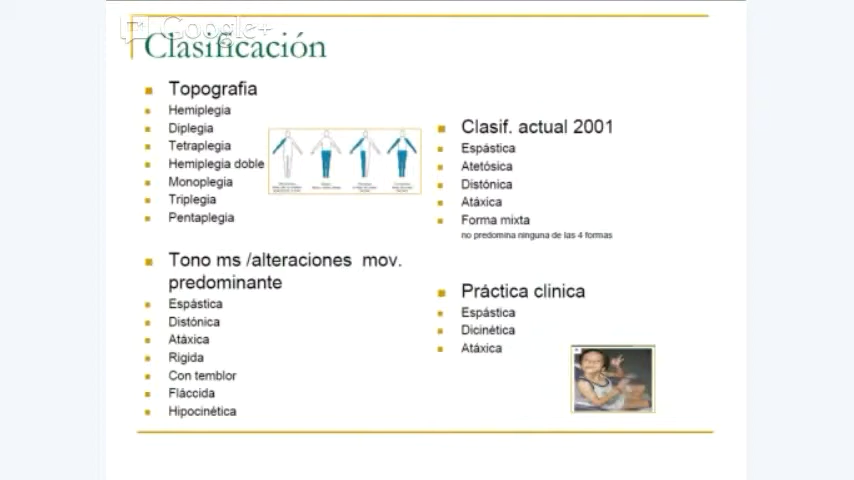 Google+
Clasificación
Topografia
Hemiplegia
Diplegia
Tetraplegia
Hemiplegia doble
Monoplegia
Triplegia
Pentaplegia
Tono ms /alteraciones mov.
predominante
Espástica
Distónica
Atáxica
Rigida
Con temblor
Fláccida
Hipocinética
Clasif. actual 2001
Espástica
Atetósica
Distónica
Atáxica
Forma mixta
no predomina ninguna de las 4 formas
Práctica clinica
Espástica
Dicinética
Atáxica